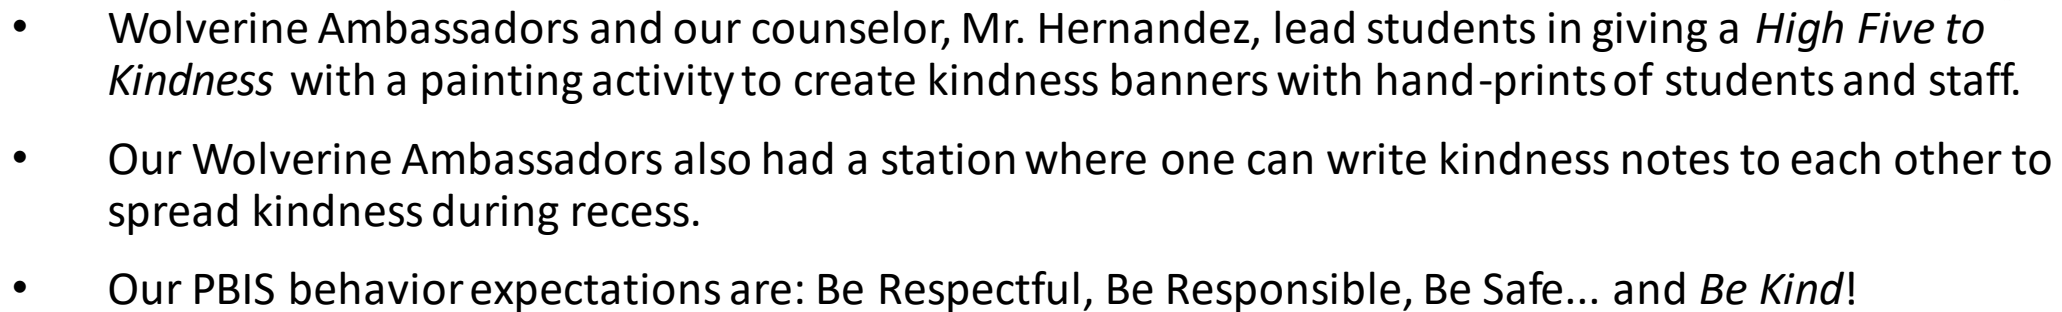 • Wolverine Ambassadors and our counselor, Mr. Hernandez, lead students in giving a High Five to
Kindness with a painting activity to create kindness banners with hand-prints of students and staff.
• Our Wolverine Ambassadors also had a station where one can write kindness notes to each other to
spread kindness during recess.
• Our PBIS behavior expectations are: Be Respectful, Be Responsible, Be Safe... and Be Kind!